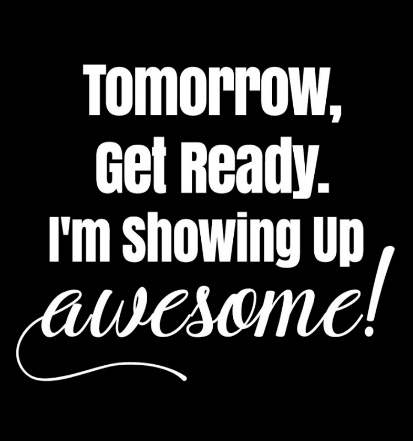 Tomorrow,
Get Ready.
I'm Showing Up
awesome!